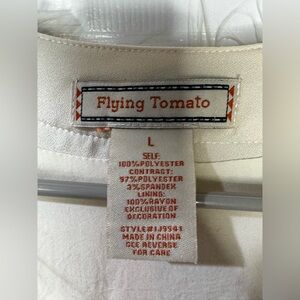 Flying Tomato
L
SELF:
100%POLYESTER
CONTRAST:
97%POLYESTER
3%SPANDEX
LINING:
100%RAYON
EXCLUSIVE OF
DECORATION
STYLE#IJ9941
MADE IN CHINA
SEE REVERSE
FOR CARE